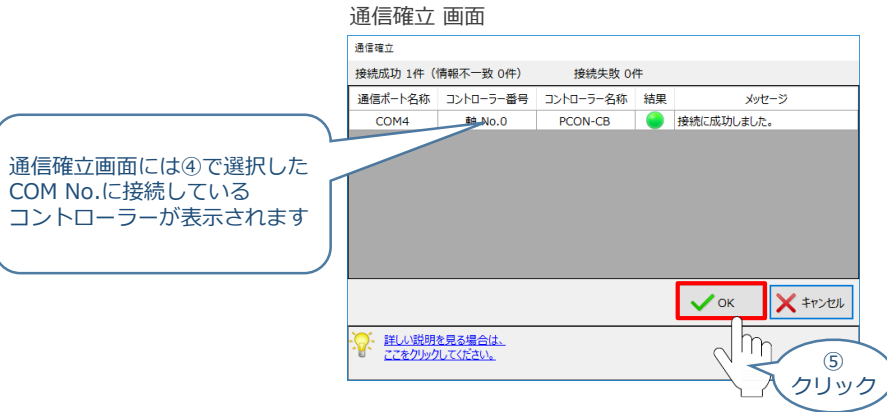 通信確立 画面
通信確立
接続成功 1件（情報不一致 0件） 接続失敗 0件
通信ポート名称 コントローラー番号 コントローラー名称 結果 メッセージ
COM4 軸No.0 PCON-CB 接続に成功しました。
通信確立画面には④で選択した
COM No.に接続している
コントローラーが表示されます
OK キャンセル
詳しい説明を見る場合は、
ここをクリックしてください。
⑤
クリック